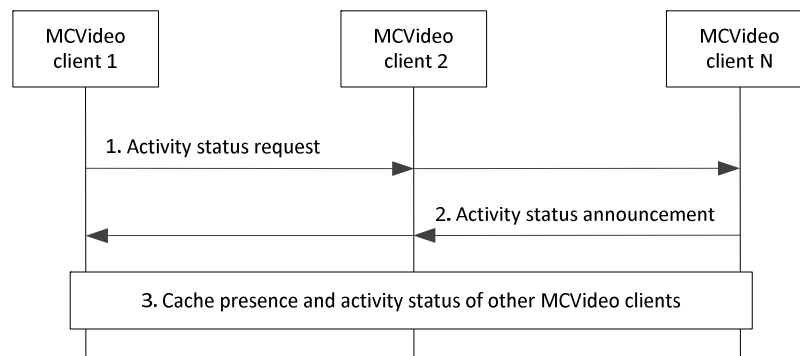 MCVideo
client 1
MCVideo
client 2
MCVideo
client N
1. Activity status request
2. Activity status announcement
3. Cache presence and activity status of other MCVideo clients